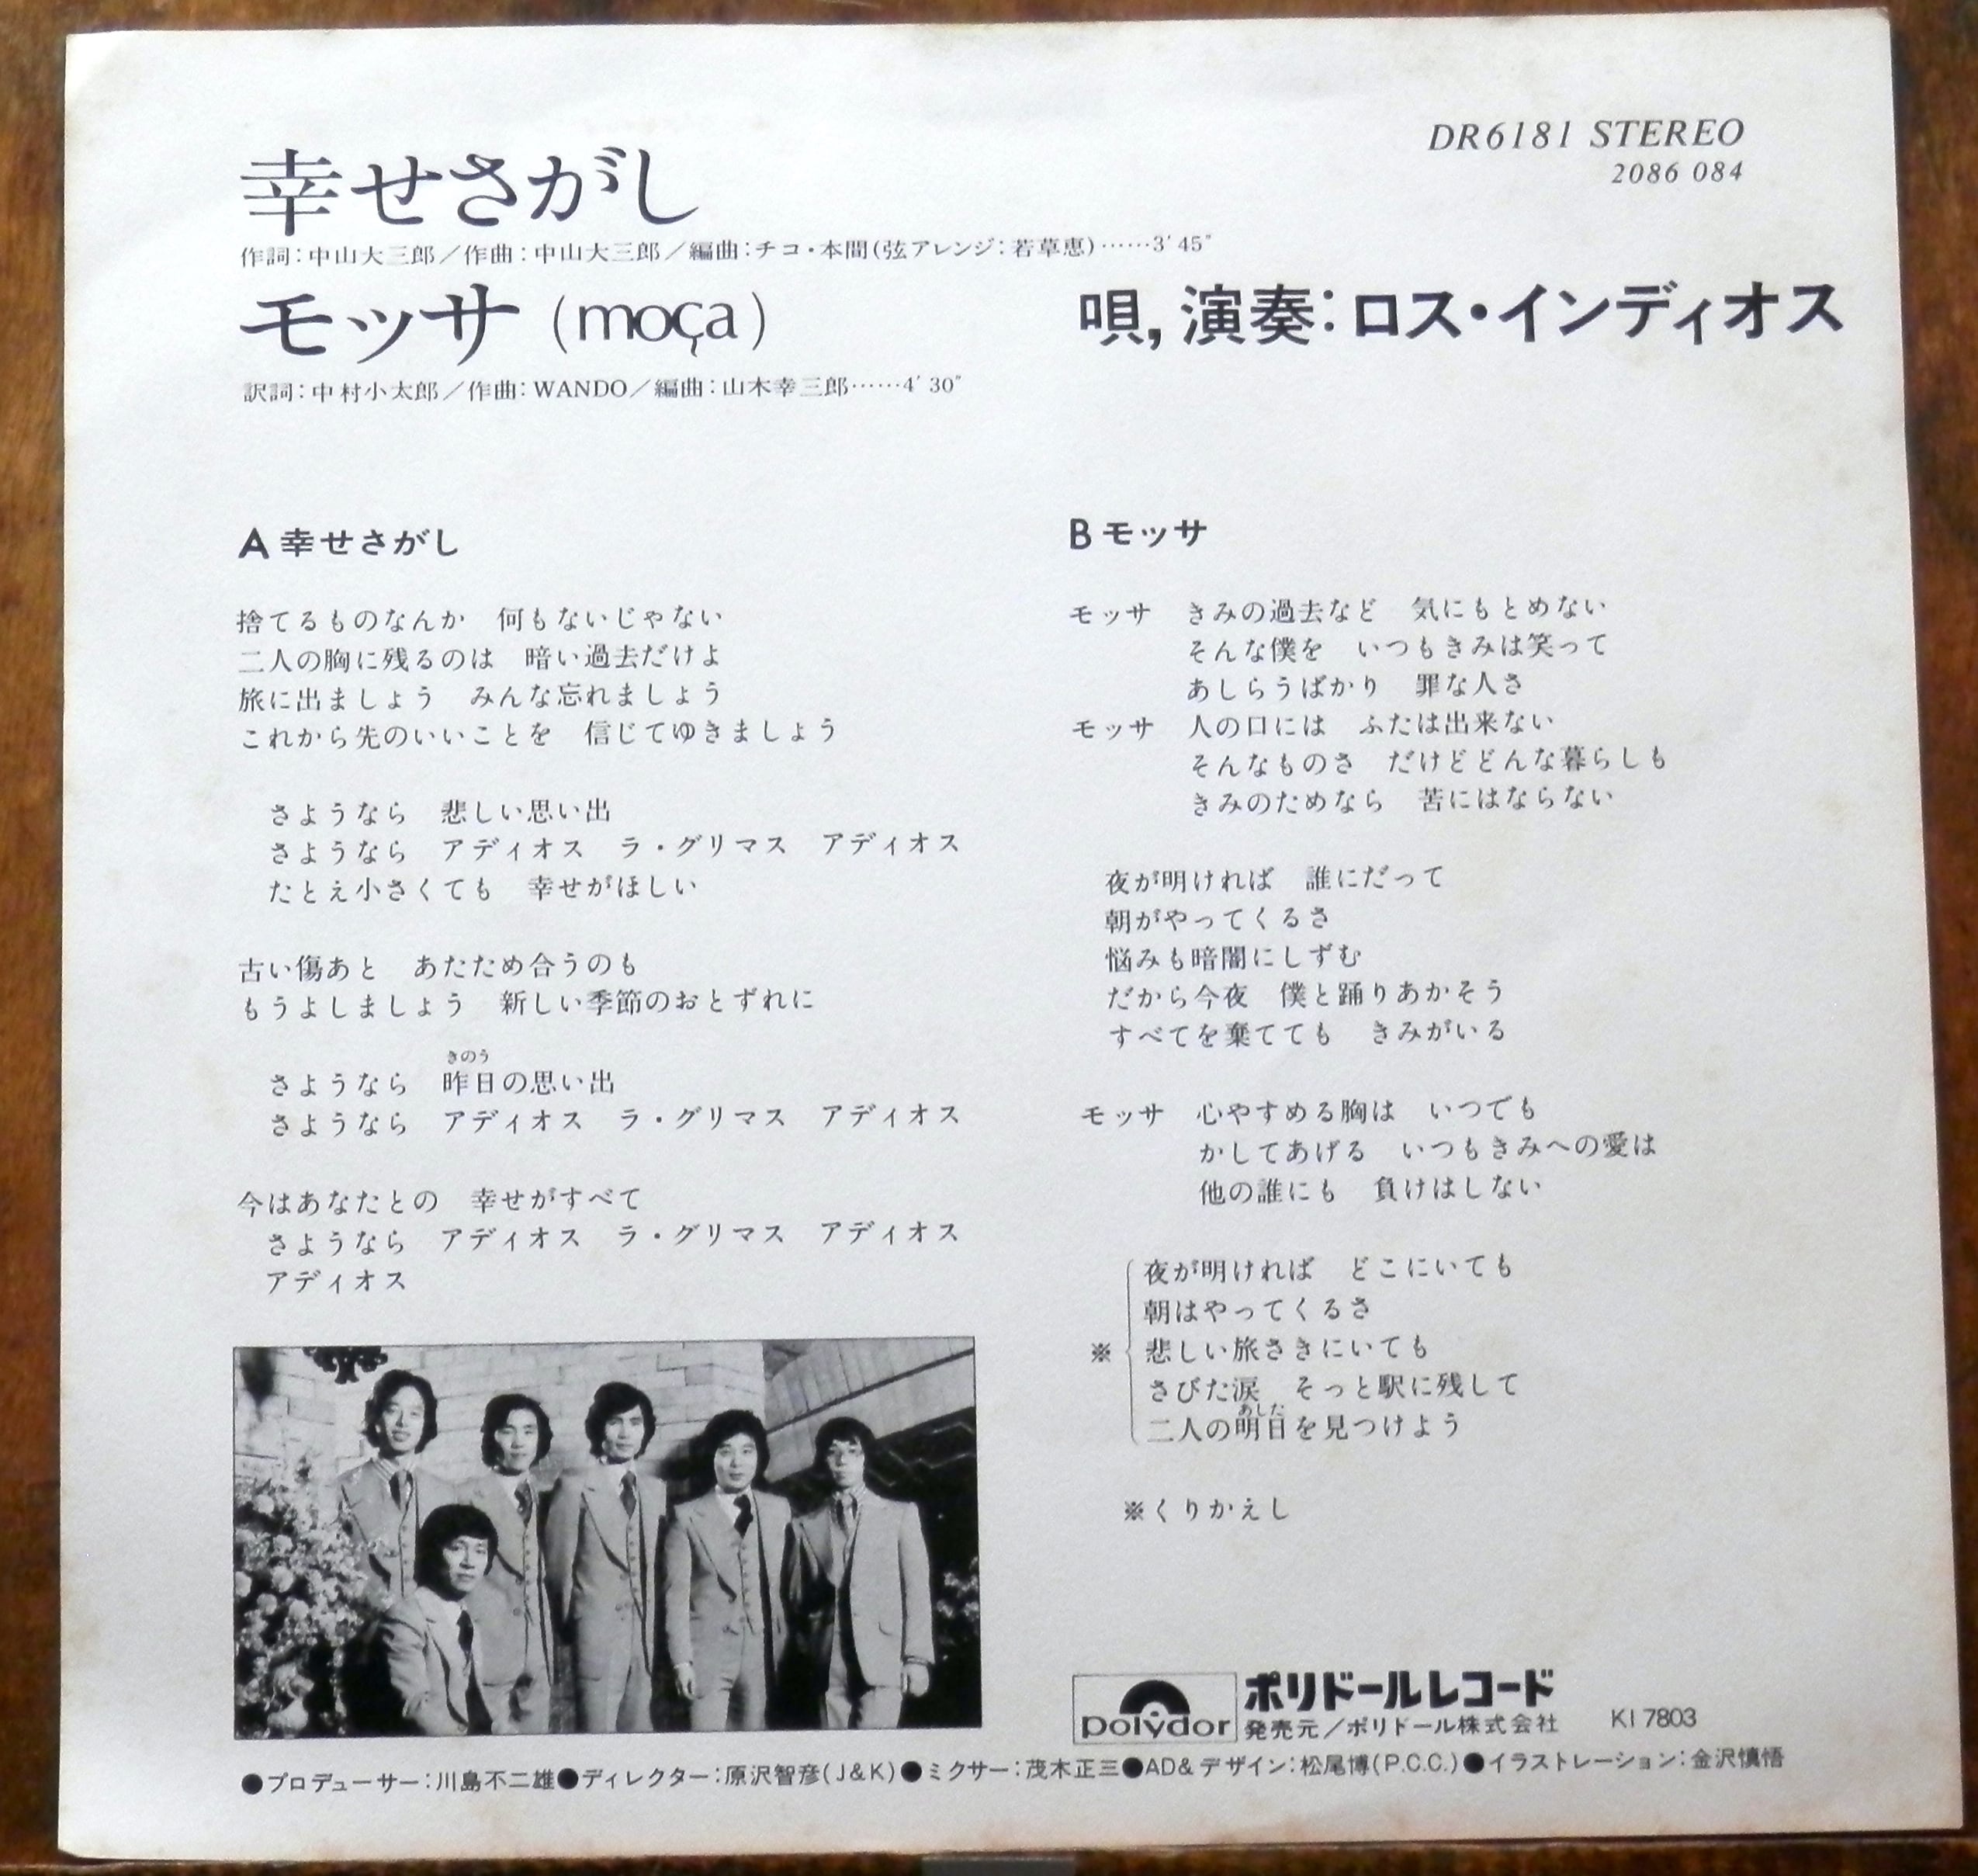 DR6181 STEREO
2086 084
幸せさがし
作詞：中山大三郎／作曲：中山大三郎／編曲：チコ・本間（弦アレンジ：若草恵）……3′45″
モッサ（moça）
唄，演奏：ロス・インディオス
訳詞：中村小太郎／作曲：WANDO／編曲：山木幸三郎……4′30″
A 幸せさがし
捨てるものなんか　何もないじゃない
二人の胸に残るのは　暗い過去だけよ
旅に出ましょう　みんな忘れましょう
これから先のいいことを　信じてゆきましょう
さようなら　悲しい思い出
さようなら　アディオス　ラ・グリマス　アディオス
たとえ小さくても　幸せがほしい
古い傷あと　あたため合うのも
もうよしましょう　新しい季節のおとずれに
きのう
さようなら　昨日の思い出
さようなら　アディオス　ラ・グリマス　アディオス
今はあなたとの　幸せがすべて
さようなら　アディオス　ラ・グリマス　アディオス
アディオス
B モッサ
モッサ　きみの過去など　気にもとめない
そんな僕を　いつもきみは笑って
あしらうばかり　罪な人さ
モッサ　人の口には　ふたは出来ない
そんなものさ　だけどどんな暮らしも
きみのためなら　苦にはならない
夜が明ければ　誰にだって
朝がやってくるさ
悩みも暗闇にしずむ
だから今夜　僕と踊りあかそう
すべてを棄てても　きみがいる
モッサ　心やすめる胸は　いつでも
かしてあげる　いつもきみへの愛は
他の誰にも　負けはしない
夜が明ければ　どこにいても
朝はやってくるさ
※ 悲しい旅さきにいても
さびた涙　そっと駅に残して
あした
二人の明日を見つけよう
※くりかえし
polydor
ポリドールレコード
発売元／ポリドール株式会社　KI 7803
●プロデューサー：川島不二雄●ディレクター：原沢智彦（J&K）●ミクサー：茂木正三●AD&デザイン：松尾博（P.C.C.）●イラストレーション：金沢慎悟